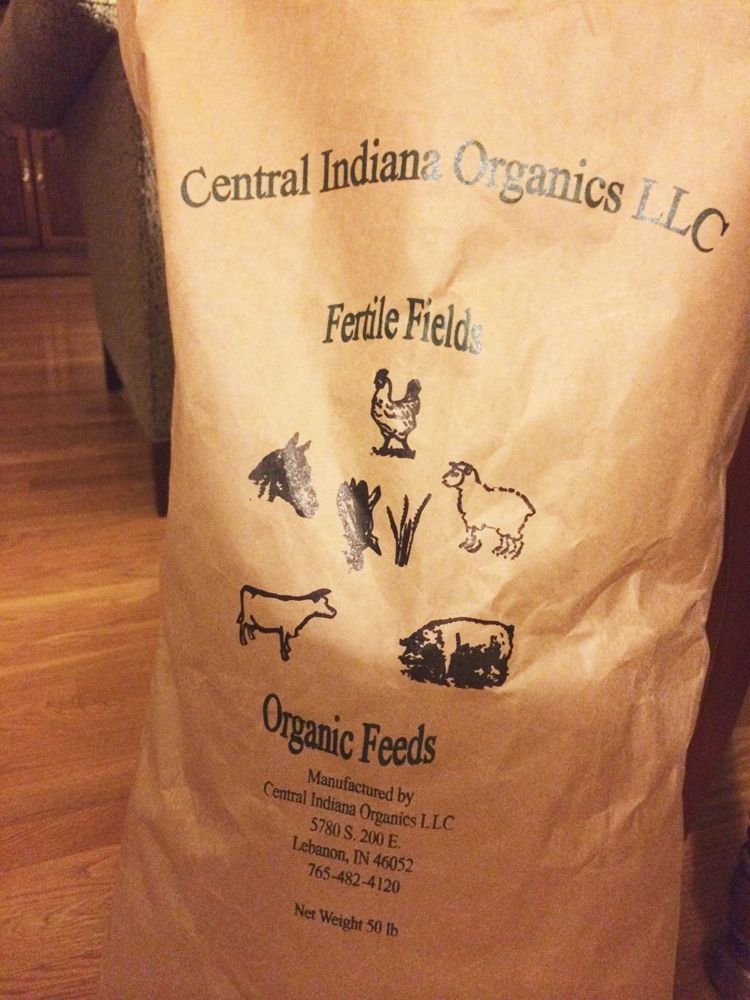 Central Indiana Organics LLC
Fertile Fields
Organic Feeds
Manufactured by
Central Indiana Organics LLC
5780 S. 200 E.
Lebanon, IN 46052
765-482-4120
Net Weight 50 lb